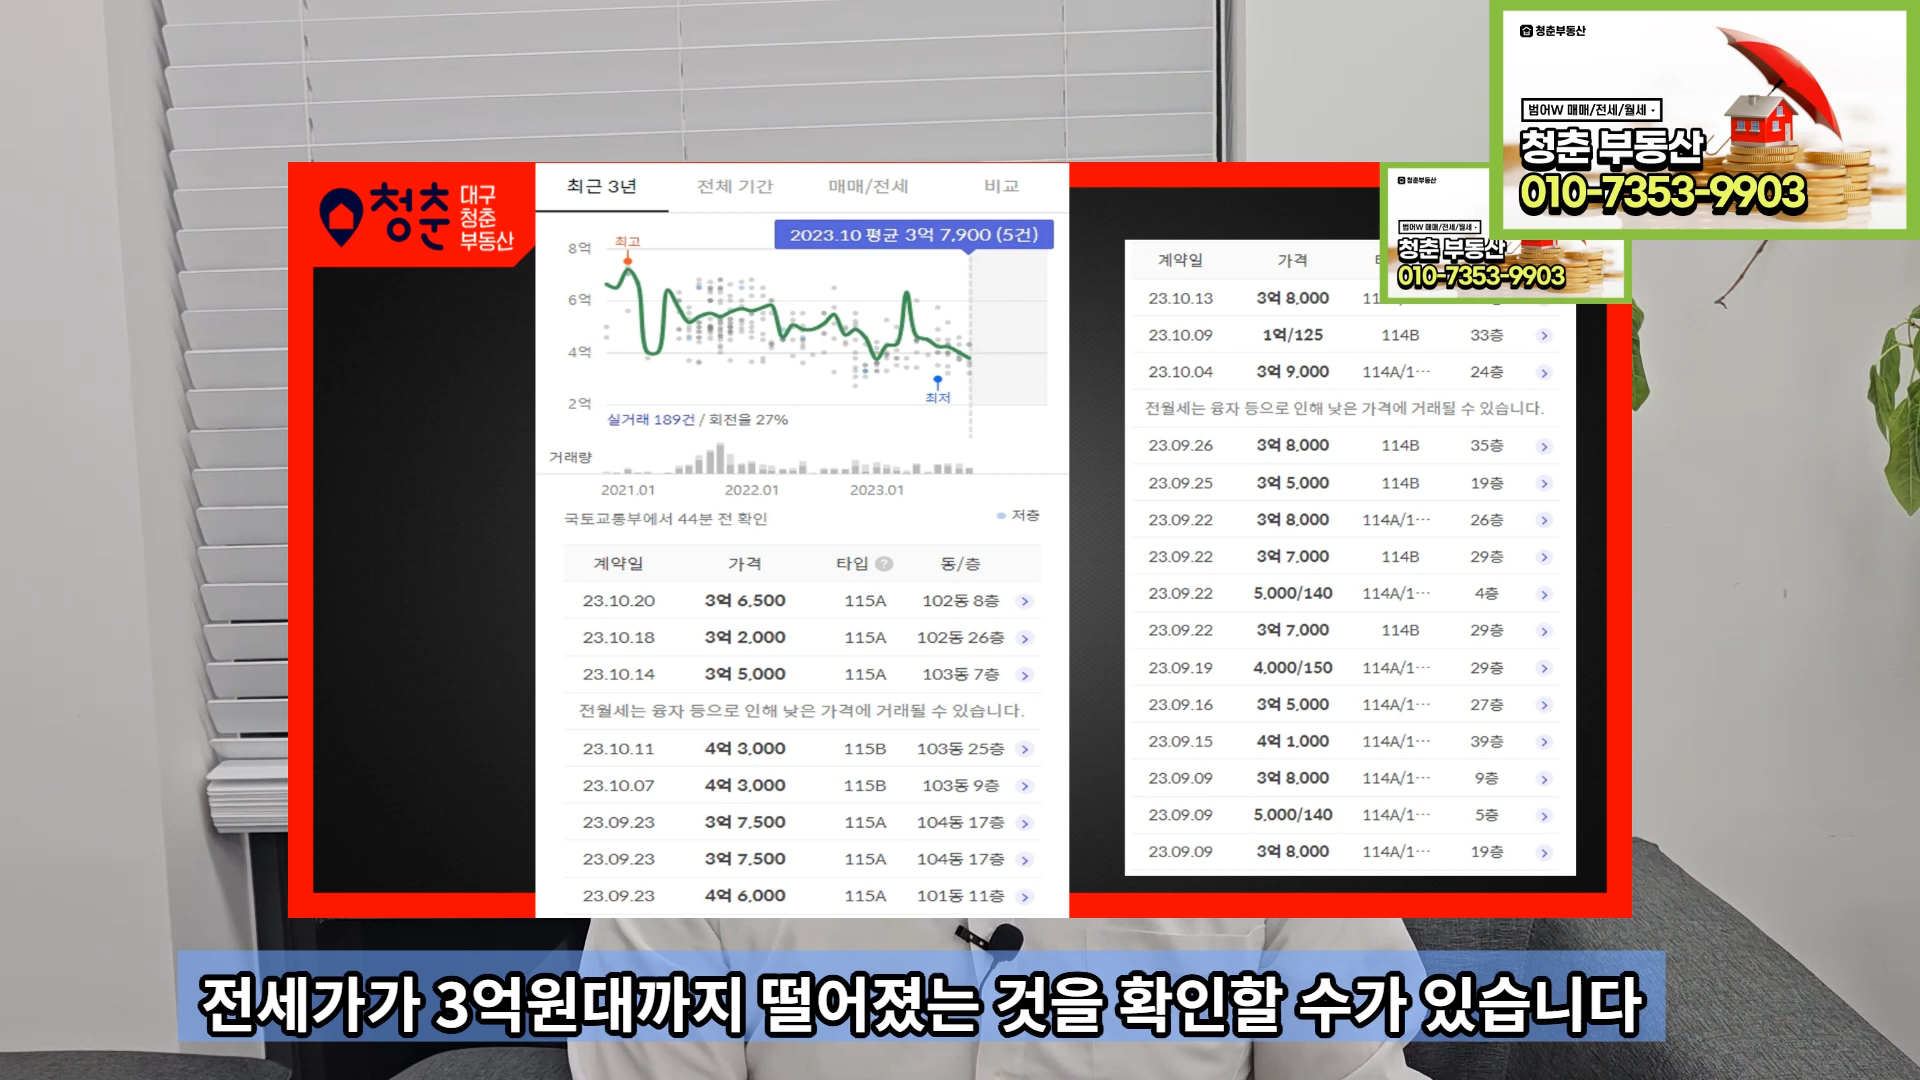 청춘부동산
범어W 매매/전세/월세 -
청춘 부동산
010-7353-9903
청춘부동산
범어W 매매/전세/월세 -
청춘 부동산
010-7353-9903
청춘 대구 청춘 부동산
최근 3년 전체 기간 매매/전세 비교
2023.10 평균 3억 7,900 (5건)
8억
최고
6억
4억
최저
2억
실거래 189건 / 회전율 27%
거래량
2021.01 2022.01 2023.01
국토교통부에서 44분 전 확인
저층
계약일 가격 타입 ? 동/층
23.10.20 3억 6,500 115A 102동 8층
23.10.18 3억 2,000 115A 102동 26층
23.10.14 3억 5,000 115A 103동 7층
전월세는 융자 등으로 인해 낮은 가격에 거래될 수 있습니다.
23.10.11 4억 3,000 115B 103동 25층
23.10.07 4억 3,000 115B 103동 9층
23.09.23 3억 7,500 115A 104동 17층
23.09.23 3억 7,500 115A 104동 17층
23.09.23 4억 6,000 115A 101동 11층
계약일 가격
23.10.13 3억 8,000
23.10.09 1억/125 114B 33층
23.10.04 3억 9,000 114A/1··· 24층
전월세는 융자 등으로 인해 낮은 가격에 거래될 수 있습니다.
23.09.26 3억 8,000 114B 35층
23.09.25 3억 5,000 114B 19층
23.09.22 3억 8,000 114A/1··· 26층
23.09.22 3억 7,000 114B 29층
23.09.22 5,000/140 114A/1··· 4층
23.09.22 3억 7,000 114B 29층
23.09.19 4,000/150 114A/1··· 29층
23.09.16 3억 5,000 114A/1··· 27층
23.09.15 4억 1,000 114A/1··· 39층
23.09.09 3억 8,000 114A/1··· 9층
23.09.09 5,000/140 114A/1··· 5층
23.09.09 3억 8,000 114A/1··· 19층
전세가가 3억원대까지 떨어졌는 것을 확인할 수가 있습니다